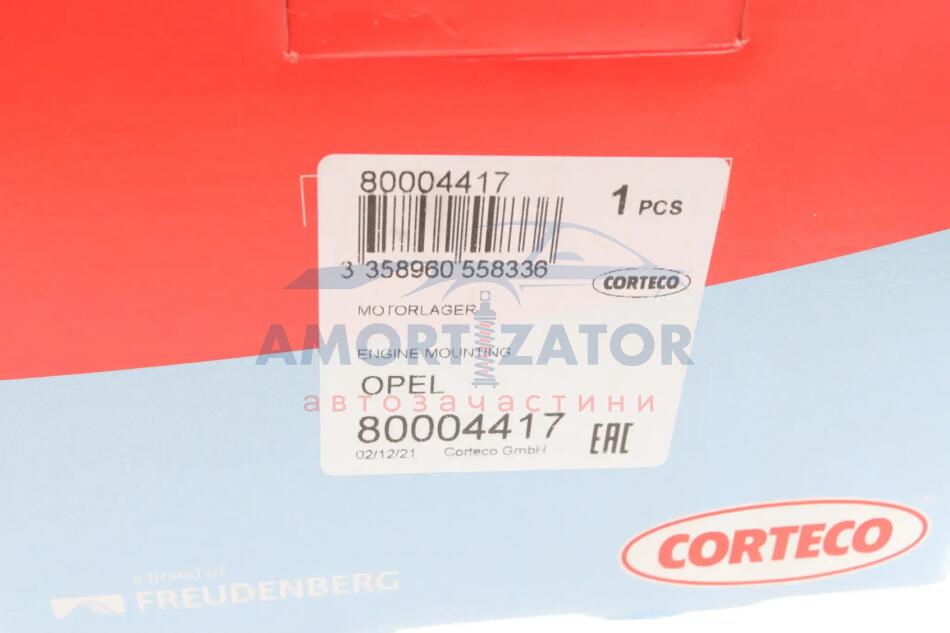 80004417
1 PCS
3 358960 558336
CORTECO
MOTORLAGER
AMORTIZATOR
ENGINE MOUNTING
OPEL
автозачастини
80004417
02/12/21 Corteco GmbH
EAC
CORTECO
a brand of
FREUDENBERG